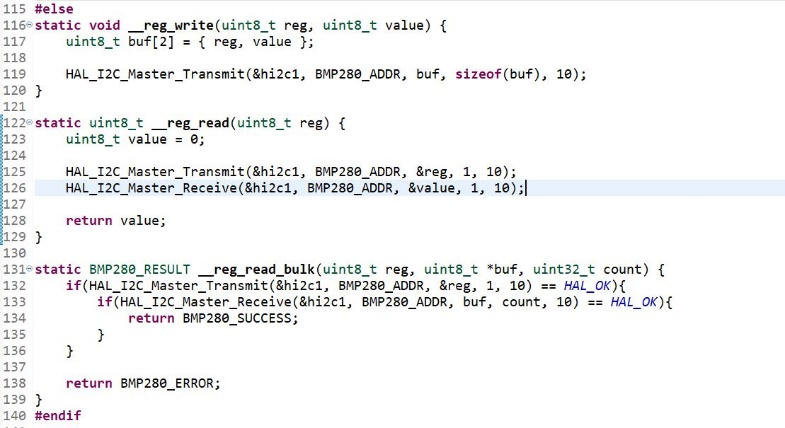 115 #else
116 static void __reg_write(uint8_t reg, uint8_t value) {
117     uint8_t buf[2] = { reg, value };
118
119     HAL_I2C_Master_Transmit(&hi2c1, BMP280_ADDR, buf, sizeof(buf), 10);
120 }
121
122 static uint8_t __reg_read(uint8_t reg) {
123     uint8_t value = 0;
124
125     HAL_I2C_Master_Transmit(&hi2c1, BMP280_ADDR, &reg, 1, 10);
126     HAL_I2C_Master_Receive(&hi2c1, BMP280_ADDR, &value, 1, 10);
127
128     return value;
129 }
130
131 static BMP280_RESULT __reg_read_bulk(uint8_t reg, uint8_t *buf, uint32_t count) {
132     if(HAL_I2C_Master_Transmit(&hi2c1, BMP280_ADDR, &reg, 1, 10) == HAL_OK){
133         if(HAL_I2C_Master_Receive(&hi2c1, BMP280_ADDR, buf, count, 10) == HAL_OK){
134             return BMP280_SUCCESS;
135         }
136     }
137
138     return BMP280_ERROR;
139 }
140 #endif